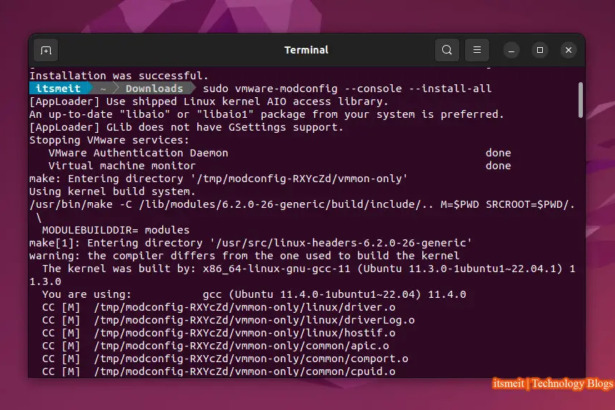 Terminal
Installation was successful.
itsmeit ~ Downloads sudo vmware-modconfig --console --install-all
[AppLoader] Use shipped Linux kernel AIO access library.
An up-to-date "libaio" or "libaio1" package from your system is preferred.
[AppLoader] GLib does not have GSettings support.
Stopping VMware services:
VMware Authentication Daemon done
Virtual machine monitor done
make: Entering directory '/tmp/modconfig-RXYcZd/vmmon-only'
Using kernel build system.
/usr/bin/make -C /lib/modules/6.2.0-26-generic/build/include/.. M=$PWD SRCROOT=$PWD/.
\
MODULEBUILDDIR= modules
make[1]: Entering directory '/usr/src/linux-headers-6.2.0-26-generic'
warning: the compiler differs from the one used to build the kernel
The kernel was built by: x86_64-linux-gnu-gcc-11 (Ubuntu 11.3.0-1ubuntu1~22.04.1) 1
1.3.0
You are using: gcc (Ubuntu 11.4.0-1ubuntu1~22.04) 11.4.0
CC [M] /tmp/modconfig-RXYcZd/vmmon-only/linux/driver.o
CC [M] /tmp/modconfig-RXYcZd/vmmon-only/linux/driverLog.o
CC [M] /tmp/modconfig-RXYcZd/vmmon-only/linux/hostif.o
CC [M] /tmp/modconfig-RXYcZd/vmmon-only/common/apic.o
CC [M] /tmp/modconfig-RXYcZd/vmmon-only/common/comport.o
CC [M] /tmp/modconfig-RXYcZd/vmmon-only/common/cpuid.o
itsmeit | Technology Blogs